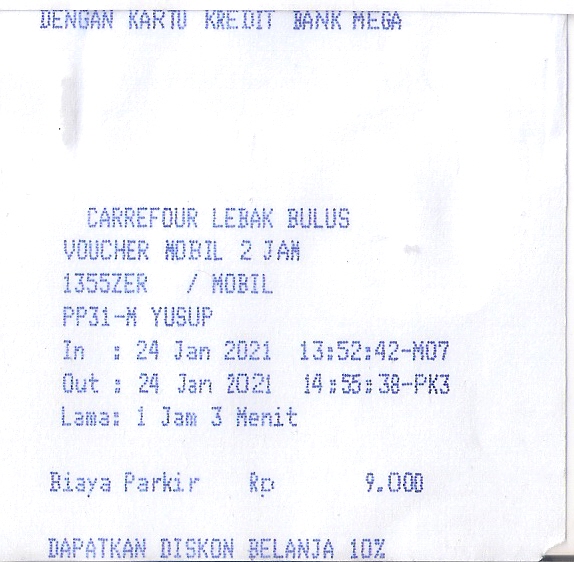 DENGAN KARTU KREDIT BANK MEGA
CARREFOUR LEBAK BULUS
VOUCHER MOBIL 2 JAM
1355ZER / MOBIL
PP31-M YUSUP
In : 24 Jan 2021 13:52:42-M07
Out : 24 Jan 2021 14:55:38-PK3
Lama: 1 Jam 3 Menit
Biaya Parkir Rp 9.000
DAPATKAN DISKON BELANJA 10%